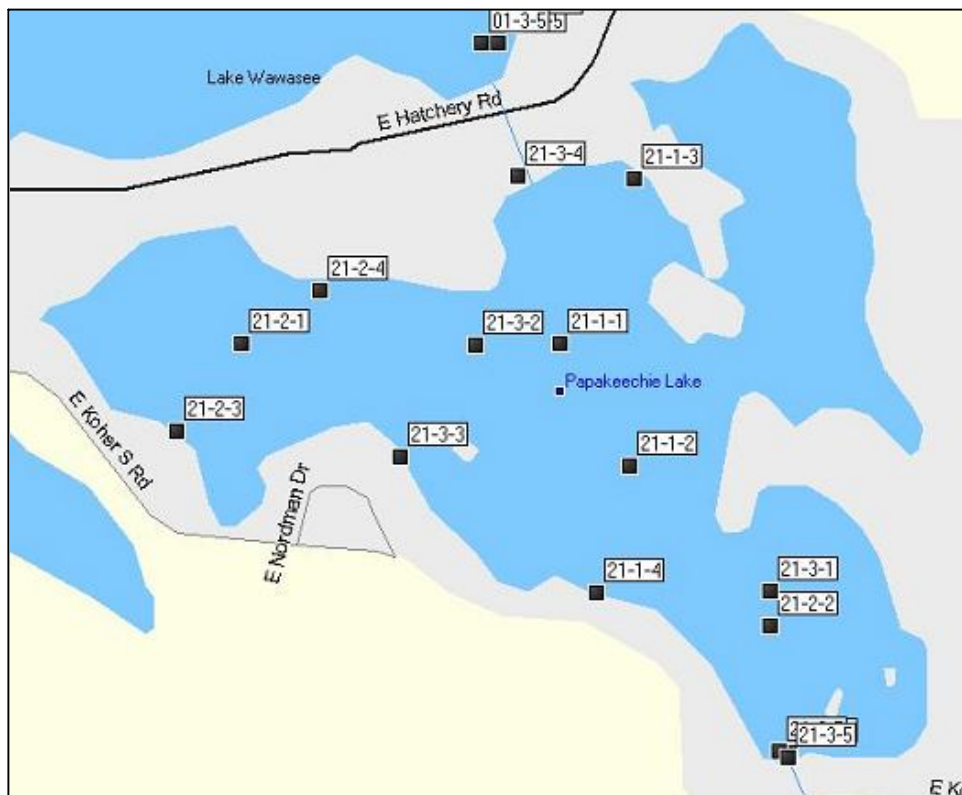 01-3-5
Lake Wawasee
E Hatchery Rd
21-3-4
21-1-3
21-2-4
21-2-1
21-3-2
21-1-1
Papakeechie Lake
21-2-3
E Koher S Rd
21-3-3
21-1-2
E Nordman Dr
21-1-4
21-3-1
21-2-2
21-3-5